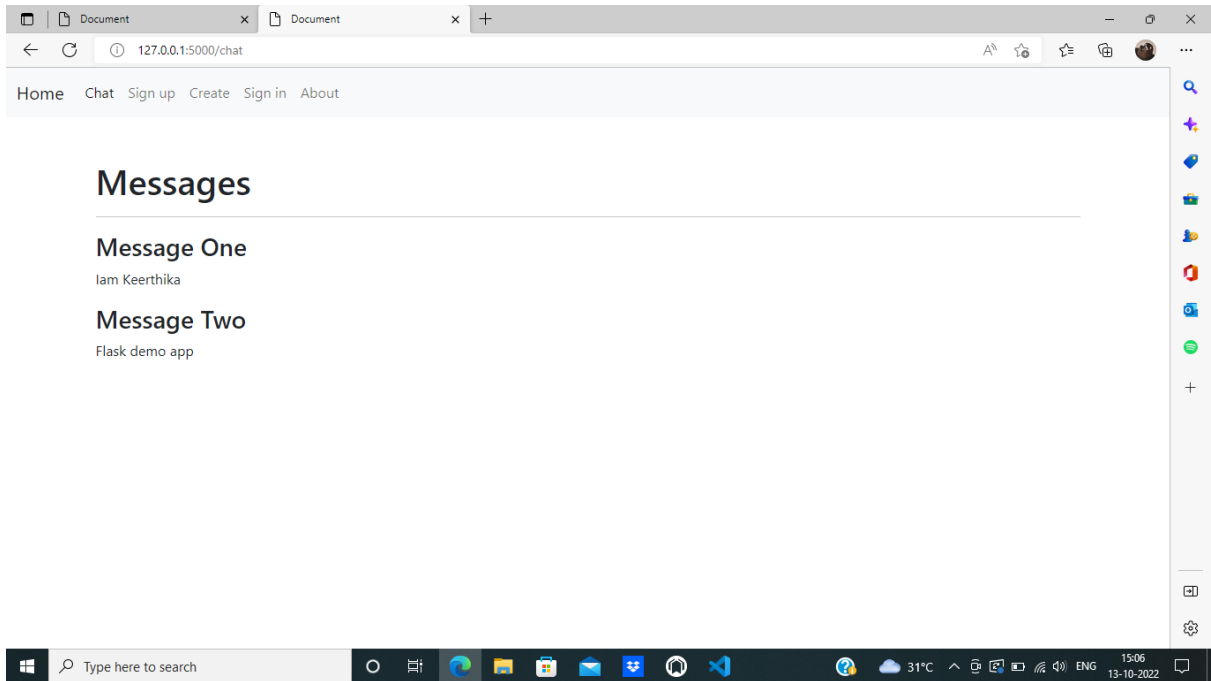 Document
Document
127.0.0.1:5000/chat
Home Chat Sign up Create Sign in About
Messages
Message One
Iam Keerthika
Message Two
Flask demo app
Type here to search
31°C ENG 15:06
13-10-2022